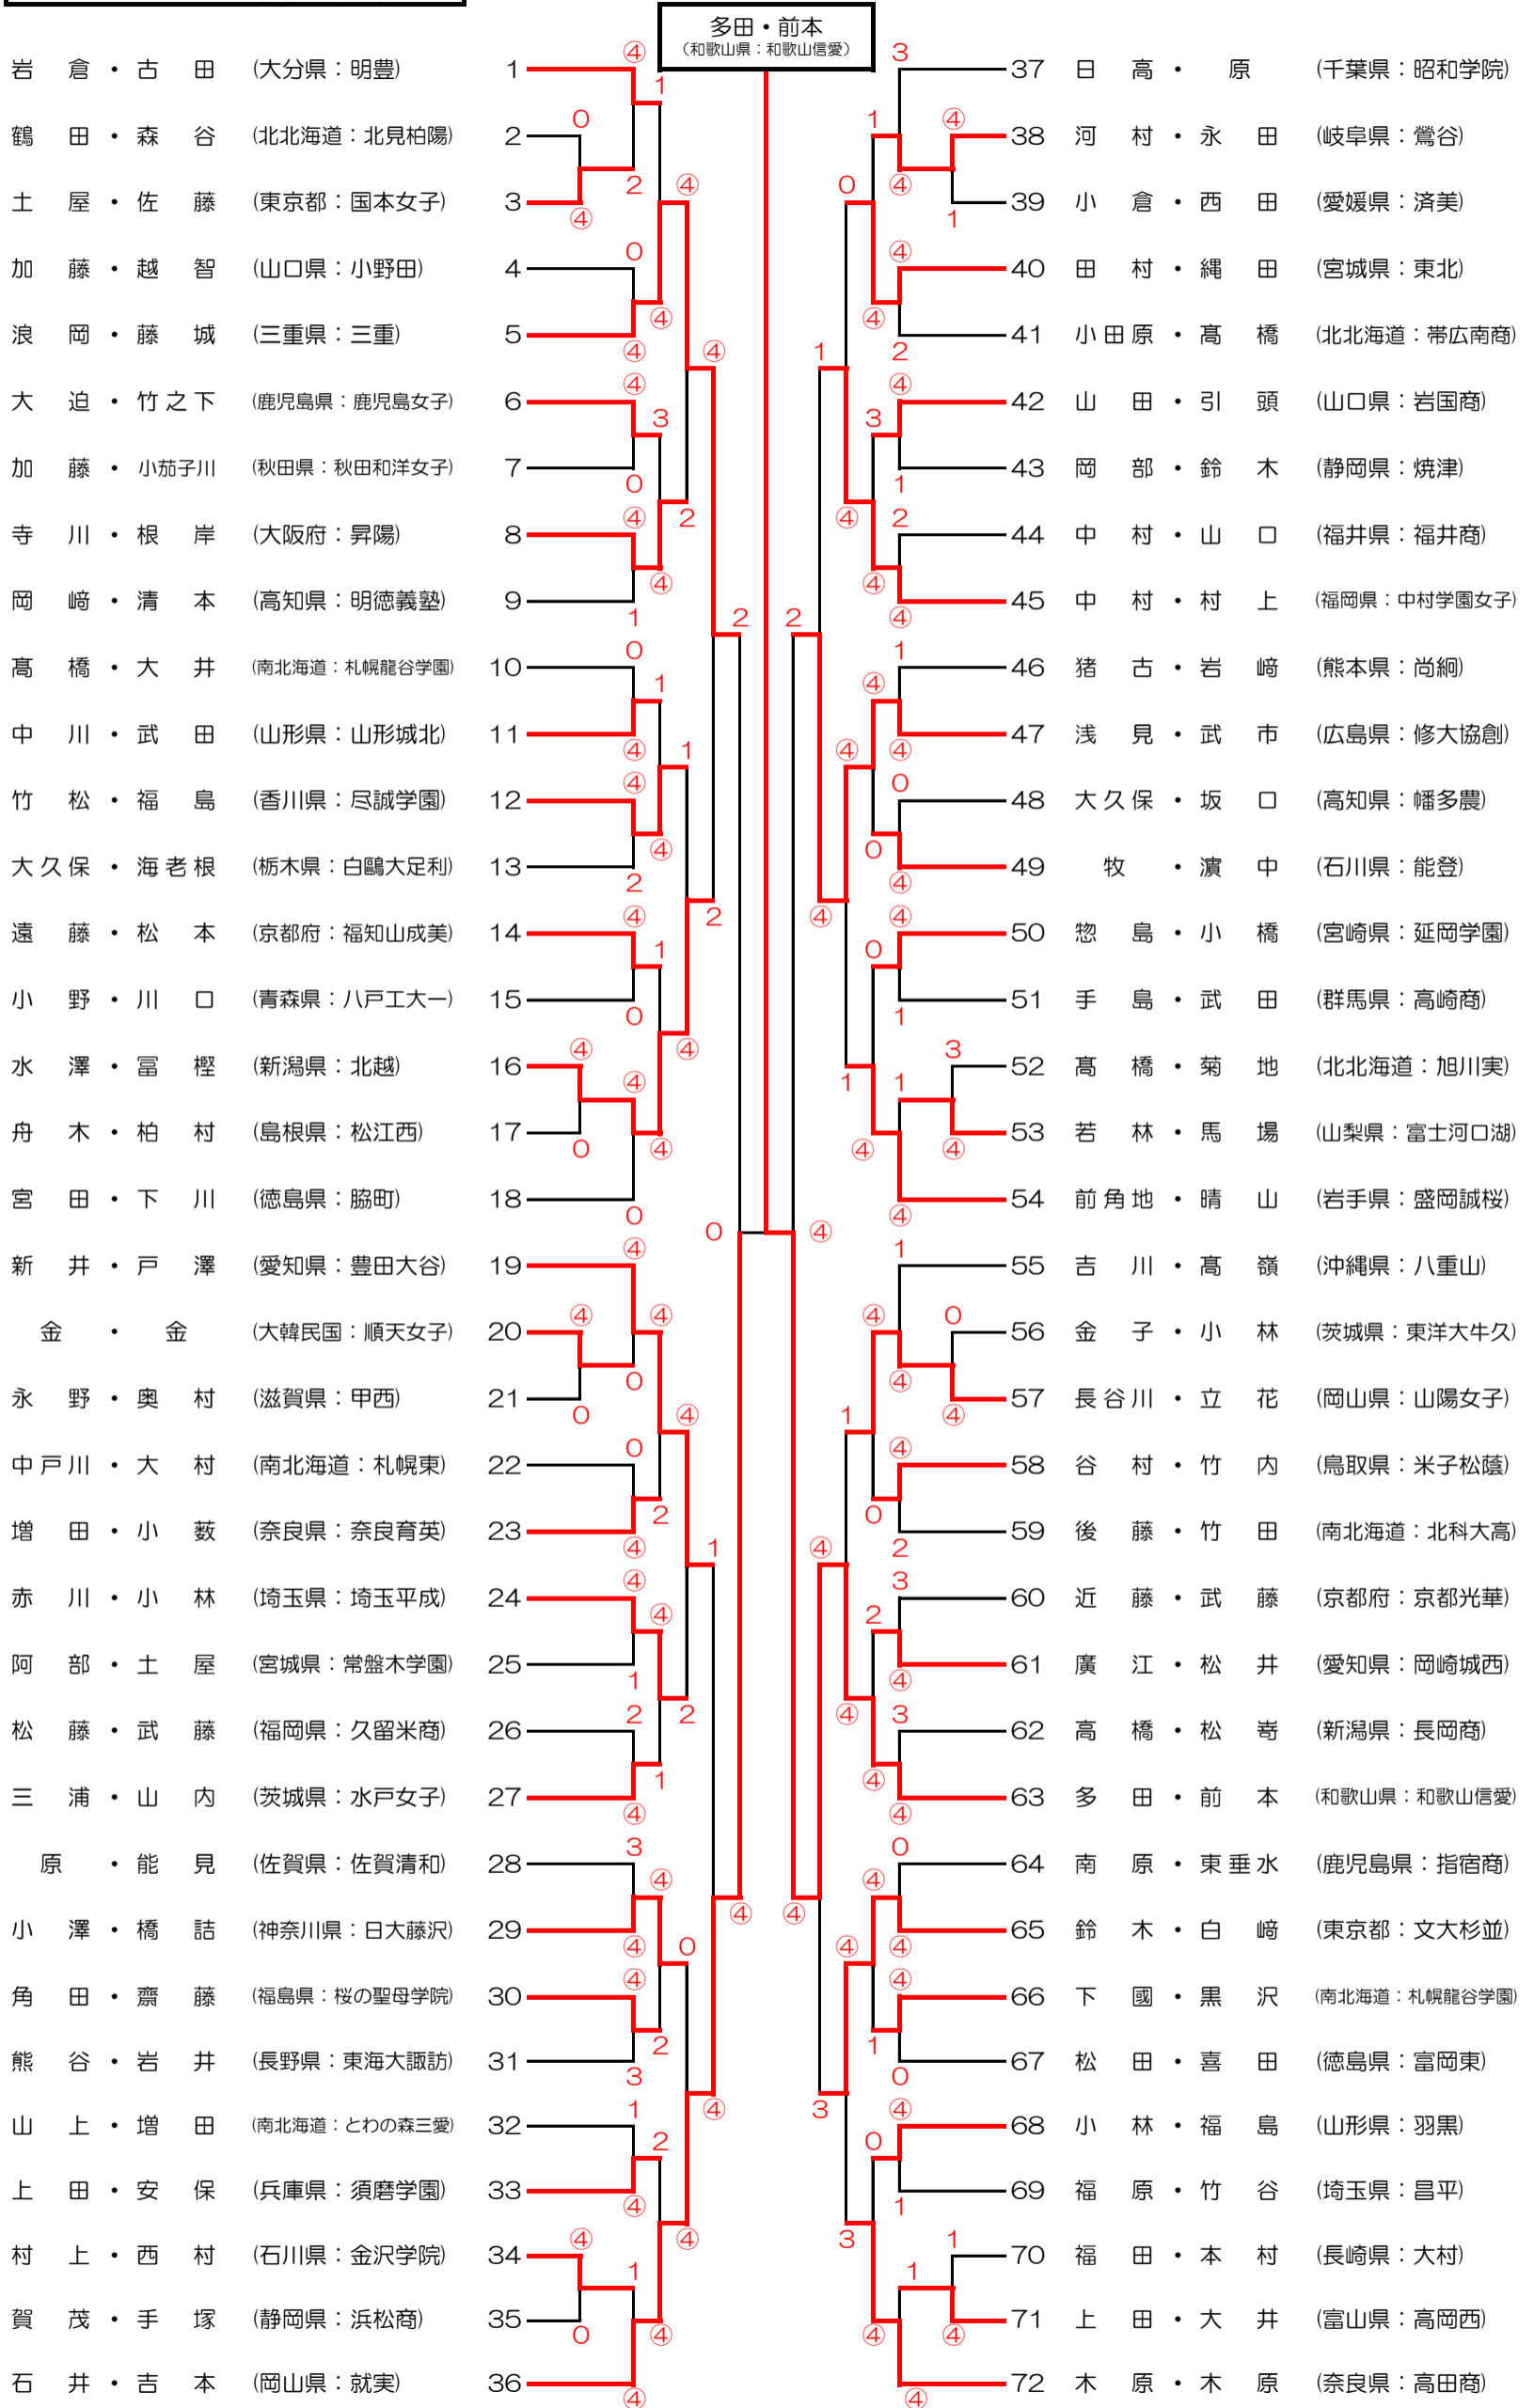 多田・前本
（和歌山県：和歌山信愛）
岩倉・古田 (大分県：明豊) 1
鶴田・森谷 (北北海道：北見柏陽) 2
土屋・佐藤 (東京都：国本女子) 3
加藤・越智 (山口県：小野田) 4
浪岡・藤城 (三重県：三重) 5
大迫・竹之下 (鹿児島県：鹿児島女子) 6
加藤・小茄子川 (秋田県：秋田和洋女子) 7
寺川・根岸 (大阪府：昇陽) 8
岡﨑・清本 (高知県：明徳義塾) 9
髙橋・大井 (南北海道：札幌龍谷学園) 10
中川・武田 (山形県：山形城北) 11
竹松・福島 (香川県：尽誠学園) 12
大久保・海老根 (栃木県：白鷗大足利) 13
遠藤・松本 (京都府：福知山成美) 14
小野・川口 (青森県：八戸工大一) 15
水澤・冨樫 (新潟県：北越) 16
舟木・柏村 (島根県：松江西) 17
宮田・下川 (徳島県：脇町) 18
新井・戸澤 (愛知県：豊田大谷) 19
金・金 (大韓民国：順天女子) 20
永野・奥村 (滋賀県：甲西) 21
中戸川・大村 (南北海道：札幌東) 22
増田・小薮 (奈良県：奈良育英) 23
赤川・小林 (埼玉県：埼玉平成) 24
阿部・土屋 (宮城県：常盤木学園) 25
松藤・武藤 (福岡県：久留米商) 26
三浦・山内 (茨城県：水戸女子) 27
原・能見 (佐賀県：佐賀清和) 28
小澤・橋詰 (神奈川県：日大藤沢) 29
角田・齋藤 (福島県：桜の聖母学院) 30
熊谷・岩井 (長野県：東海大諏訪) 31
山上・増田 (南北海道：とわの森三愛) 32
上田・安保 (兵庫県：須磨学園) 33
村上・西村 (石川県：金沢学院) 34
賀茂・手塚 (静岡県：浜松商) 35
石井・吉本 (岡山県：就実) 36
37 日高・原 (千葉県：昭和学院)
38 河村・永田 (岐阜県：鶯谷)
39 小倉・西田 (愛媛県：済美)
40 田村・縄田 (宮城県：東北)
41 小田原・髙橋 (北北海道：帯広南商)
42 山田・引頭 (山口県：岩国商)
43 岡部・鈴木 (静岡県：焼津)
44 中村・山口 (福井県：福井商)
45 中村・村上 (福岡県：中村学園女子)
46 猪古・岩﨑 (熊本県：尚絅)
47 浅見・武市 (広島県：修大協創)
48 大久保・坂口 (高知県：幡多農)
49 牧・濵中 (石川県：能登)
50 惣島・小橋 (宮崎県：延岡学園)
51 手島・武田 (群馬県：高崎商)
52 髙橋・菊地 (北北海道：旭川実)
53 若林・馬場 (山梨県：富士河口湖)
54 前角地・晴山 (岩手県：盛岡誠桜)
55 吉川・髙嶺 (沖縄県：八重山)
56 金子・小林 (茨城県：東洋大牛久)
57 長谷川・立花 (岡山県：山陽女子)
58 谷村・竹内 (鳥取県：米子松蔭)
59 後藤・竹田 (南北海道：北科大高)
60 近藤・武藤 (京都府：京都光華)
61 廣江・松井 (愛知県：岡崎城西)
62 高橋・松嵜 (新潟県：長岡商)
63 多田・前本 (和歌山県：和歌山信愛)
64 南原・東垂水 (鹿児島県：指宿商)
65 鈴木・白﨑 (東京都：文大杉並)
66 下國・黒沢 (南北海道：札幌龍谷学園)
67 松田・喜田 (徳島県：富岡東)
68 小林・福島 (山形県：羽黒)
69 福原・竹谷 (埼玉県：昌平)
70 福田・本村 (長崎県：大村)
71 上田・大井 (富山県：高岡西)
72 木原・木原 (奈良県：高田商)